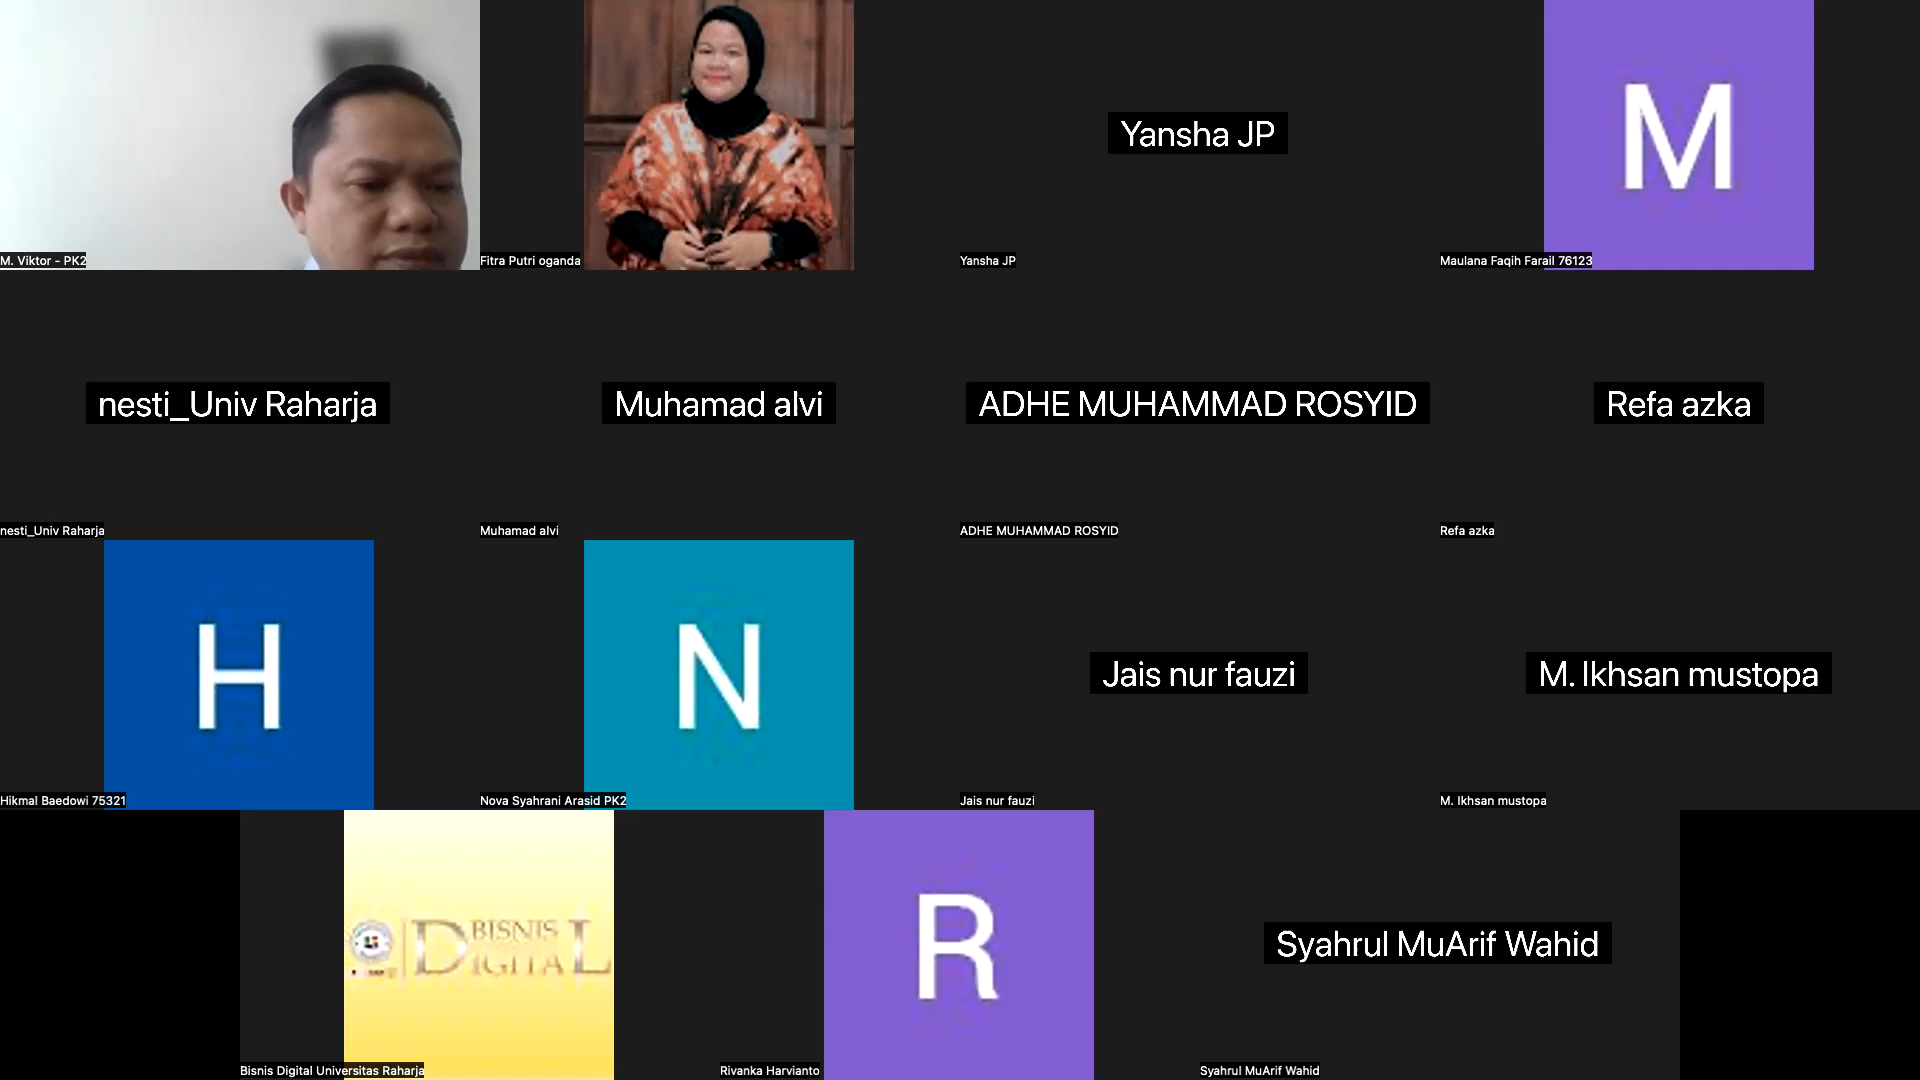 Yansha JP
M
M. Viktor - PK2
Fitra Putri oganda
Yansha JP
Maulana Faqih Farail 76123
nesti_Univ Raharja
Muhamad alvi
ADHE MUHAMMAD ROSYID
Refa azka
nesti_Univ Raharja
Muhamad alvi
ADHE MUHAMMAD ROSYID
Refa azka
H
N
Jais nur fauzi
M. Ikhsan mustopa
Hikmal Baedowi 75321
Nova Syahrani Arasid PK2
Jais nur fauzi
M. Ikhsan mustopa
BISNIS
DIGITAL
R
Syahrul MuArif Wahid
Bisnis Digital Universitas Raharja
Rivanka Harvianto
Syahrul MuArif Wahid